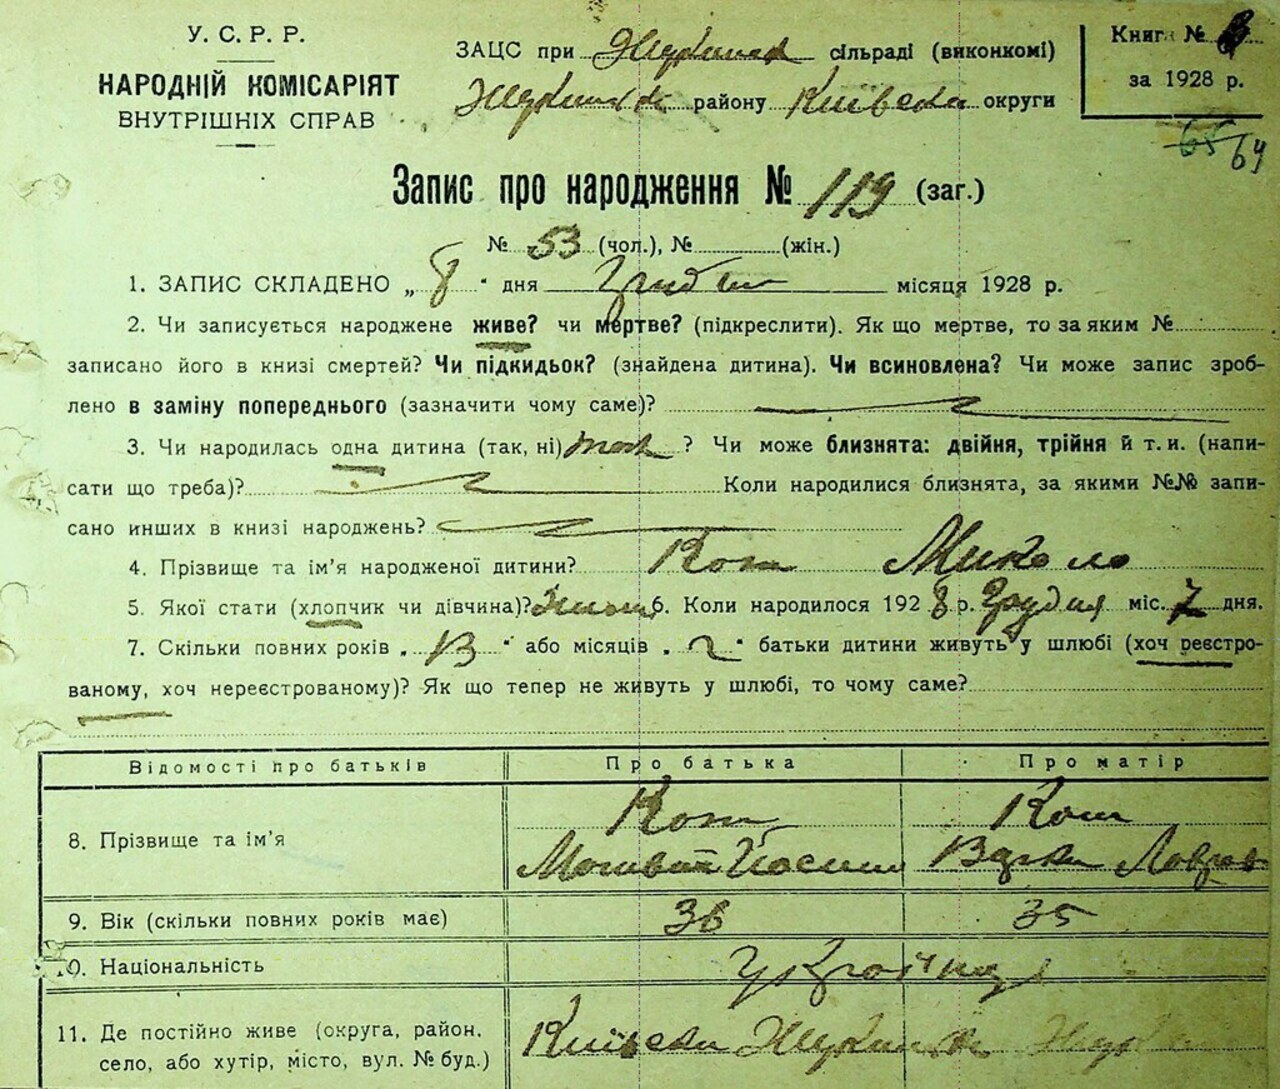 У. С. Р. Р.
НАРОДНІЙ КОМІСАРІЯТ
ВНУТРІШНІХ СПРАВ
ЗАЦС при сільраді (виконкомі)
району Київська округи
Книга №
за 1928 р.
65 64
Запис про народження № 119 (заг.)
№ 53 (чол.), № (жін.)
1. ЗАПИС СКЛАДЕНО „ 8 " дня Грудня місяця 1928 р.
2. Чи записується народжене живе? чи мертве? (підкреслити). Як що мертве, то за яким №
записано його в книзі смертей? Чи підкидьок? (знайдена дитина). Чи всиновлена? Чи може запис зроб-
лено в заміну попереднього (зазначити чому саме)?
3. Чи народилась одна дитина (так, ні) так ? Чи може близнята: двійня, трійня й т. и. (напи-
сати що треба)? Коли народилися близнята, за якими №№ запи-
сано инших в книзі народжень?
4. Прізвище та ім'я народженої дитини? Кот Микола
5. Якої стати (хлопчик чи дівчина)? 6. Коли народилося 1928 р. Грудня міс. 7 дня.
7. Скільки повних років „ 13 " або місяців „ 2 " батьки дитини живуть у шлюбі (хоч реєстро-
ваному, хоч нереєстрованому)? Як що тепер не живуть у шлюбі, то чому саме?
Відомості про батьків Про батька Про матір
8. Прізвище та ім'я Кот Кот
Йосип
9. Вік (скільки повних років має) 36 35
10. Національність
11. Де постійно живе (округа, район, Київська
село, або хутір, місто, вул. № буд.)